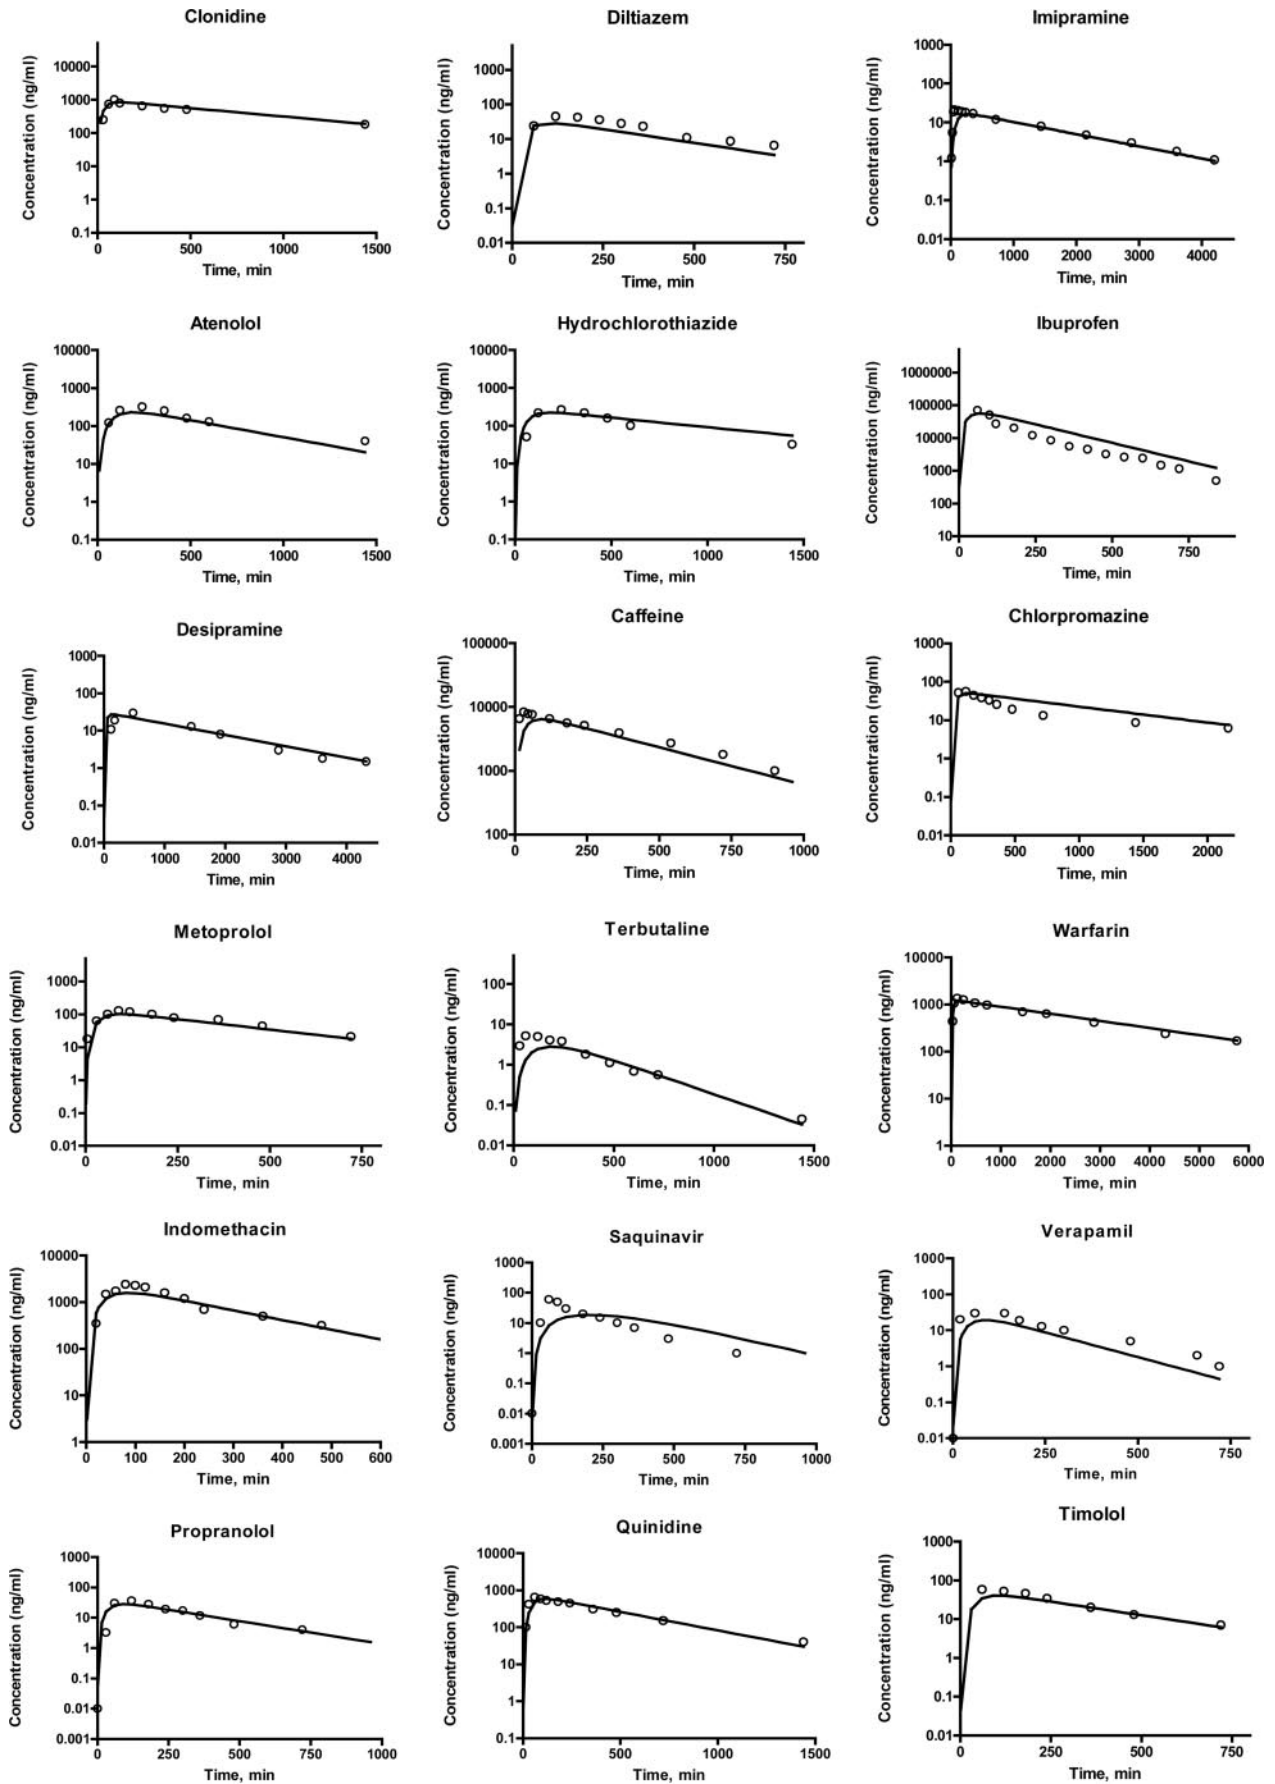 Clonidine
Concentration (ng/ml)
10000
1000
100
10
1
0.1
0 500 1000 1500
Time, min
Diltiazem
Concentration (ng/ml)
1000
100
10
1
0.1
0.01
0 250 500 750
Time, min
Imipramine
Concentration (ng/ml)
1000
100
10
1
0.1
0.01
0 1000 2000 3000 4000
Time, min
Atenolol
Concentration (ng/ml)
10000
1000
100
10
1
0.1
0 500 1000 1500
Time, min
Hydrochlorothiazide
Concentration (ng/ml)
10000
1000
100
10
1
0.1
0 500 1000 1500
Time, min
Ibuprofen
Concentration (ng/ml)
1000000
100000
10000
1000
100
10
0 250 500 750
Time, min
Desipramine
Concentration (ng/ml)
1000
100
10
1
0.1
0.01
0 1000 2000 3000 4000
Time, min
Caffeine
Concentration (ng/ml)
100000
10000
1000
100
0 250 500 750 1000
Time, min
Chlorpromazine
Concentration (ng/ml)
1000
100
10
1
0.1
0.01
0 500 1000 1500 2000
Time, min
Metoprolol
Concentration (ng/ml)
1000
100
10
1
0.1
0.01
0 250 500 750
Time, min
Terbutaline
Concentration (ng/ml)
100
10
1
0.1
0.01
0 500 1000 1500
Time, min
Warfarin
Concentration (ng/ml)
10000
1000
100
10
1
0 1000 2000 3000 4000 5000 6000
Time, min
Indomethacin
Concentration (ng/ml)
10000
1000
100
10
1
0 100 200 300 400 500 600
Time, min
Saquinavir
Concentration (ng/ml)
1000
100
10
1
0.1
0.01
0.001
0 250 500 750 1000
Time, min
Verapamil
Concentration (ng/ml)
1000
100
10
1
0.1
0.01
0 250 500 750
Time, min
Propranolol
Concentration (ng/ml)
1000
100
10
1
0.1
0.01
0.001
0 250 500 750 1000
Time, min
Quinidine
Concentration (ng/ml)
10000
1000
100
10
1
0.1
0 500 1000 1500
Time, min
Timolol
Concentration (ng/ml)
1000
100
10
1
0.1
0.01
0 250 500 750
Time, min